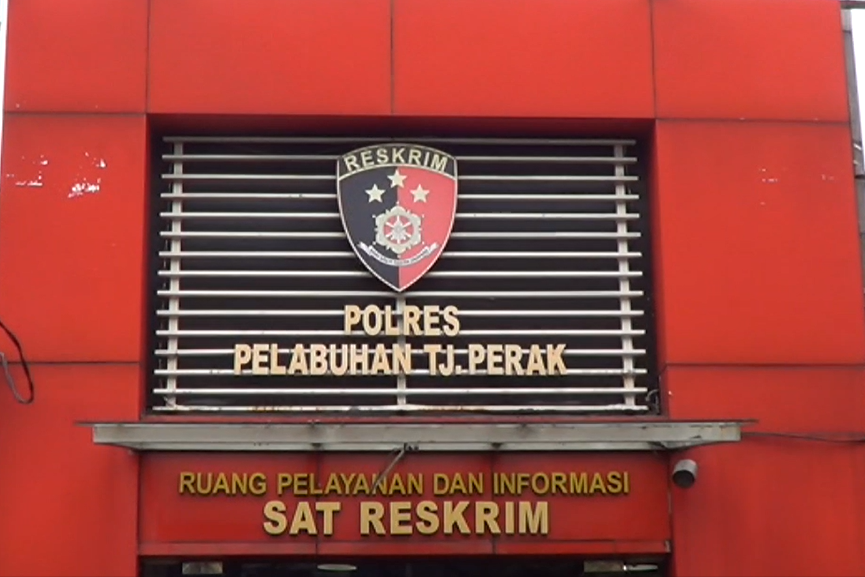 RESKRIM
POLRES
PELABUHAN TJ.PERAK
RUANG PELAYANAN DAN INFORMASI
SAT RESKRIM